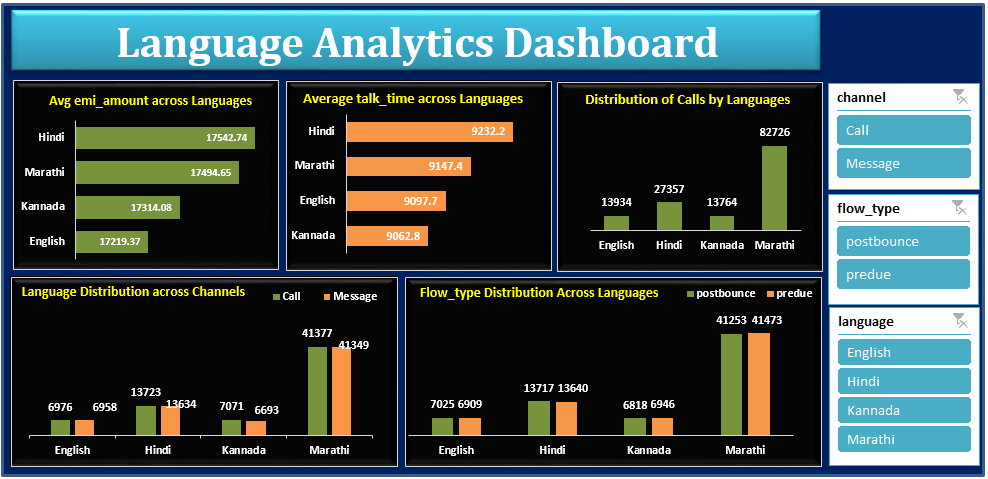 Language Analytics Dashboard
Avg emi_amount across Languages
Hindi 17542.74
Marathi 17494.65
Kannada 17314.08
English 17219.37
Average talk_time across Languages
Hindi 9232.2
Marathi 9147.4
English 9097.7
Kannada 9062.8
Distribution of Calls by Languages
82726
27357
13934 13764
English Hindi Kannada Marathi
channel
Call
Message
flow_type
postbounce
predue
Language Distribution across Channels
Call Message
41377 41349
13723 13634
6976 6958 7071 6693
English Hindi Kannada Marathi
Flow_type Distribution Across Languages
postbounce predue
41253 41473
13717 13640
7025 6909 6818 6946
English Hindi Kannada Marathi
language
English
Hindi
Kannada
Marathi